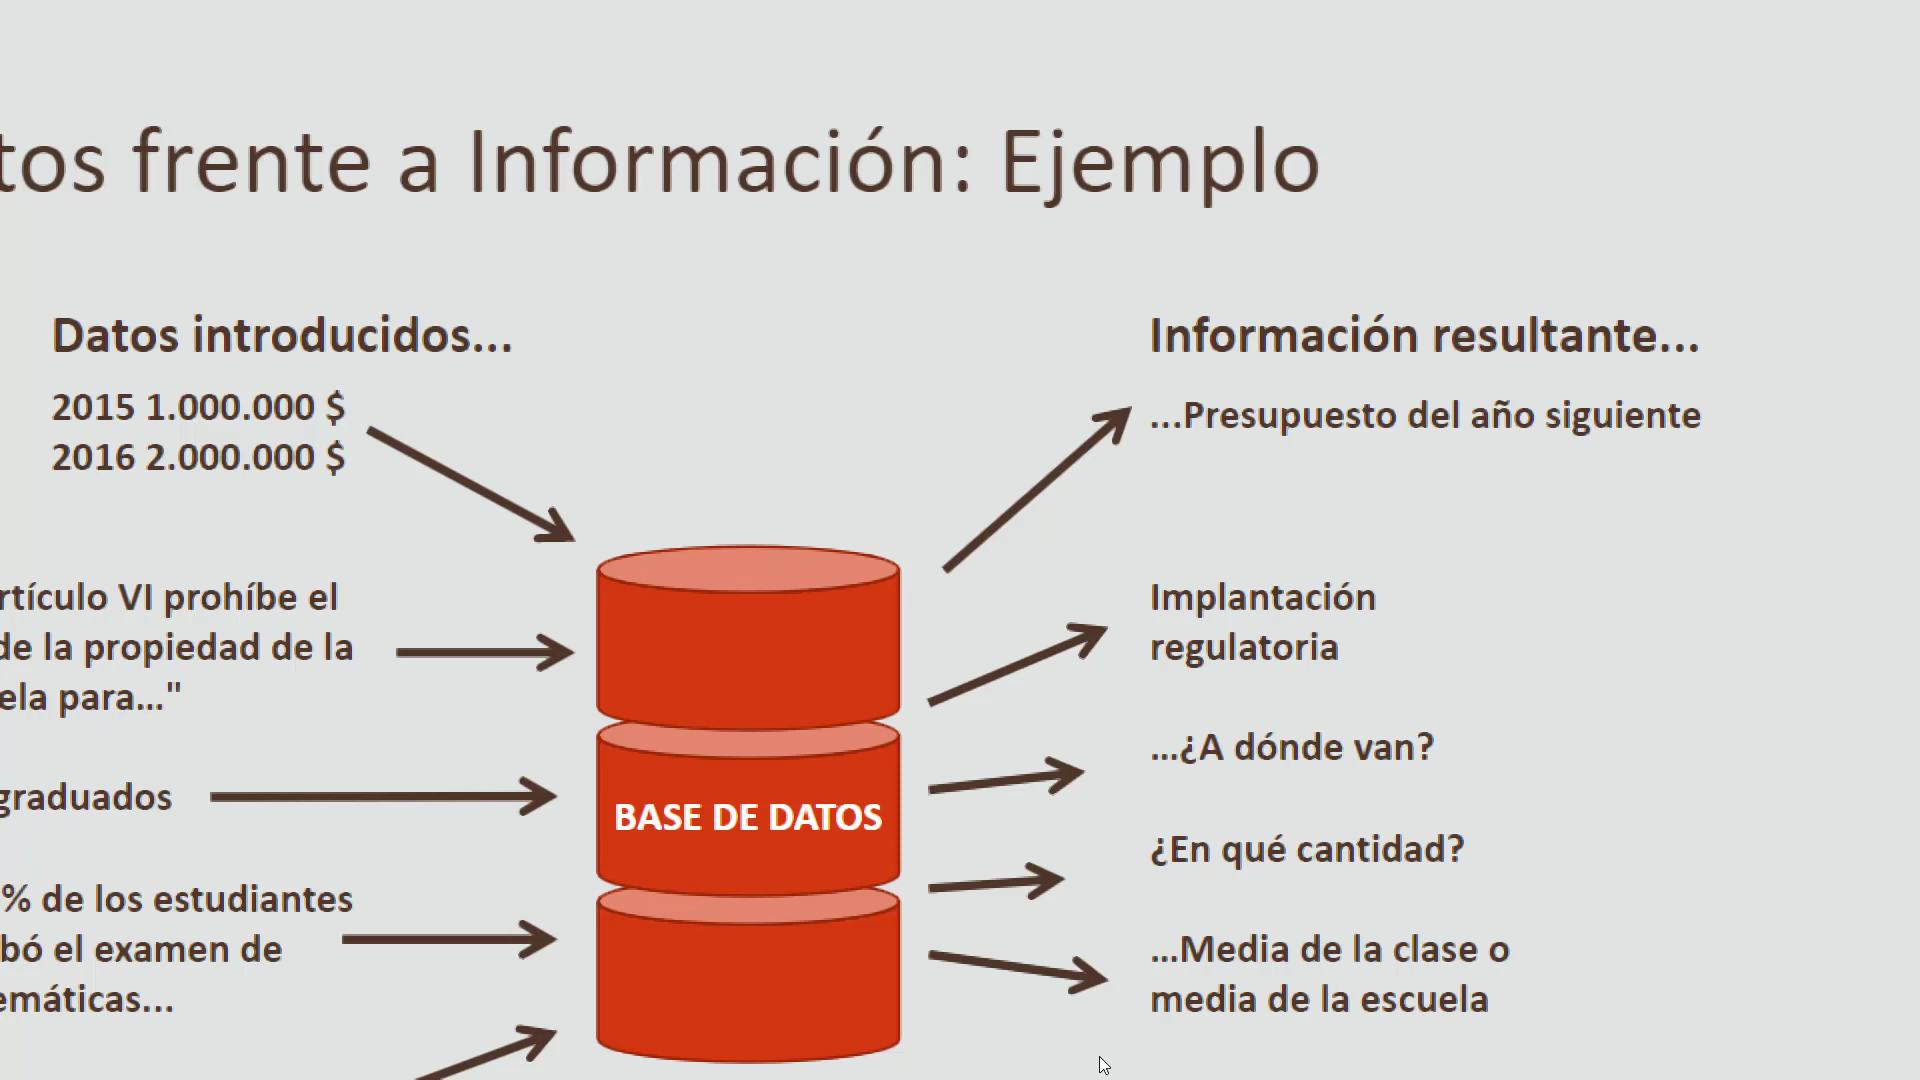 tos frente a Información: Ejemplo
Datos introducidos...
2015 1.000.000 $
2016 2.000.000 $
rtículo VI prohíbe el
de la propiedad de la
ela para..."
graduados
% de los estudiantes
bó el examen de
emáticas...
BASE DE DATOS
Información resultante...
...Presupuesto del año siguiente
Implantación
regulatoria
...¿A dónde van?
¿En qué cantidad?
...Media de la clase o
media de la escuela